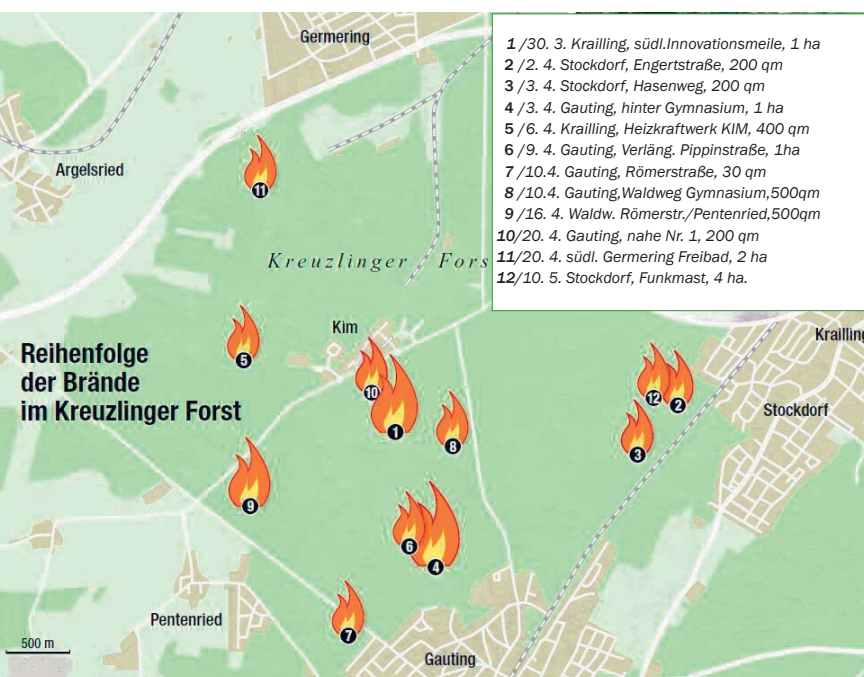 Germering
1 /30. 3. Krailling, südl.Innovationsmeile, 1 ha
2 /2. 4. Stockdorf, Engertstraße, 200 qm
3 /3. 4. Stockdorf, Hasenweg, 200 qm
4 /3. 4. Gauting, hinter Gymnasium, 1 ha
5 /6. 4. Krailling, Heizkraftwerk KIM, 400 qm
6 /9. 4. Gauting, Verläng. Pippinstraße, 1ha
7 /10.4. Gauting, Römerstraße, 30 qm
8 /10.4. Gauting,Waldweg Gymnasium,500qm
9 /16. 4. Waldw. Römerstr./Pentenried,500qm
10/20. 4. Gauting, nahe Nr. 1, 200 qm
11/20. 4. südl. Germering Freibad, 2 ha
12/10. 5. Stockdorf, Funkmast, 4 ha.
Argelsried
11
Kreuzlinger Fors
Kim
Krailling
5
Reihenfolge
der Brände
im Kreuzlinger Forst
10
12
2
Stockdorf
1
8
3
9
6
4
Pentenried
7
500 m
Gauting